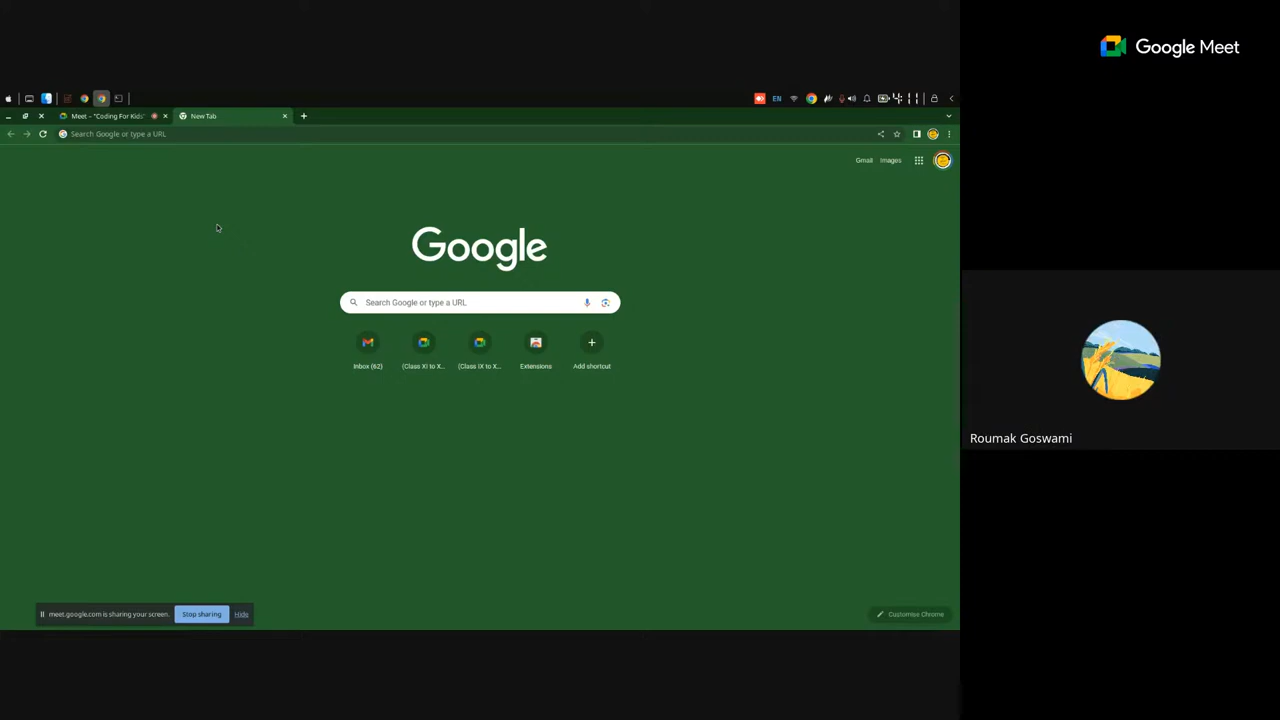 Google Meet
EN
Meet – "Coding For Kids"
New Tab
Search Google or type a URL
Gmail
Images
Google
Search Google or type a URL
Inbox (62)
(Class XI to X...
(Class IX to X...
Extensions
Add shortcut
Roumak Goswami
meet.google.com is sharing your screen.
Stop sharing
Hide
Customise Chrome